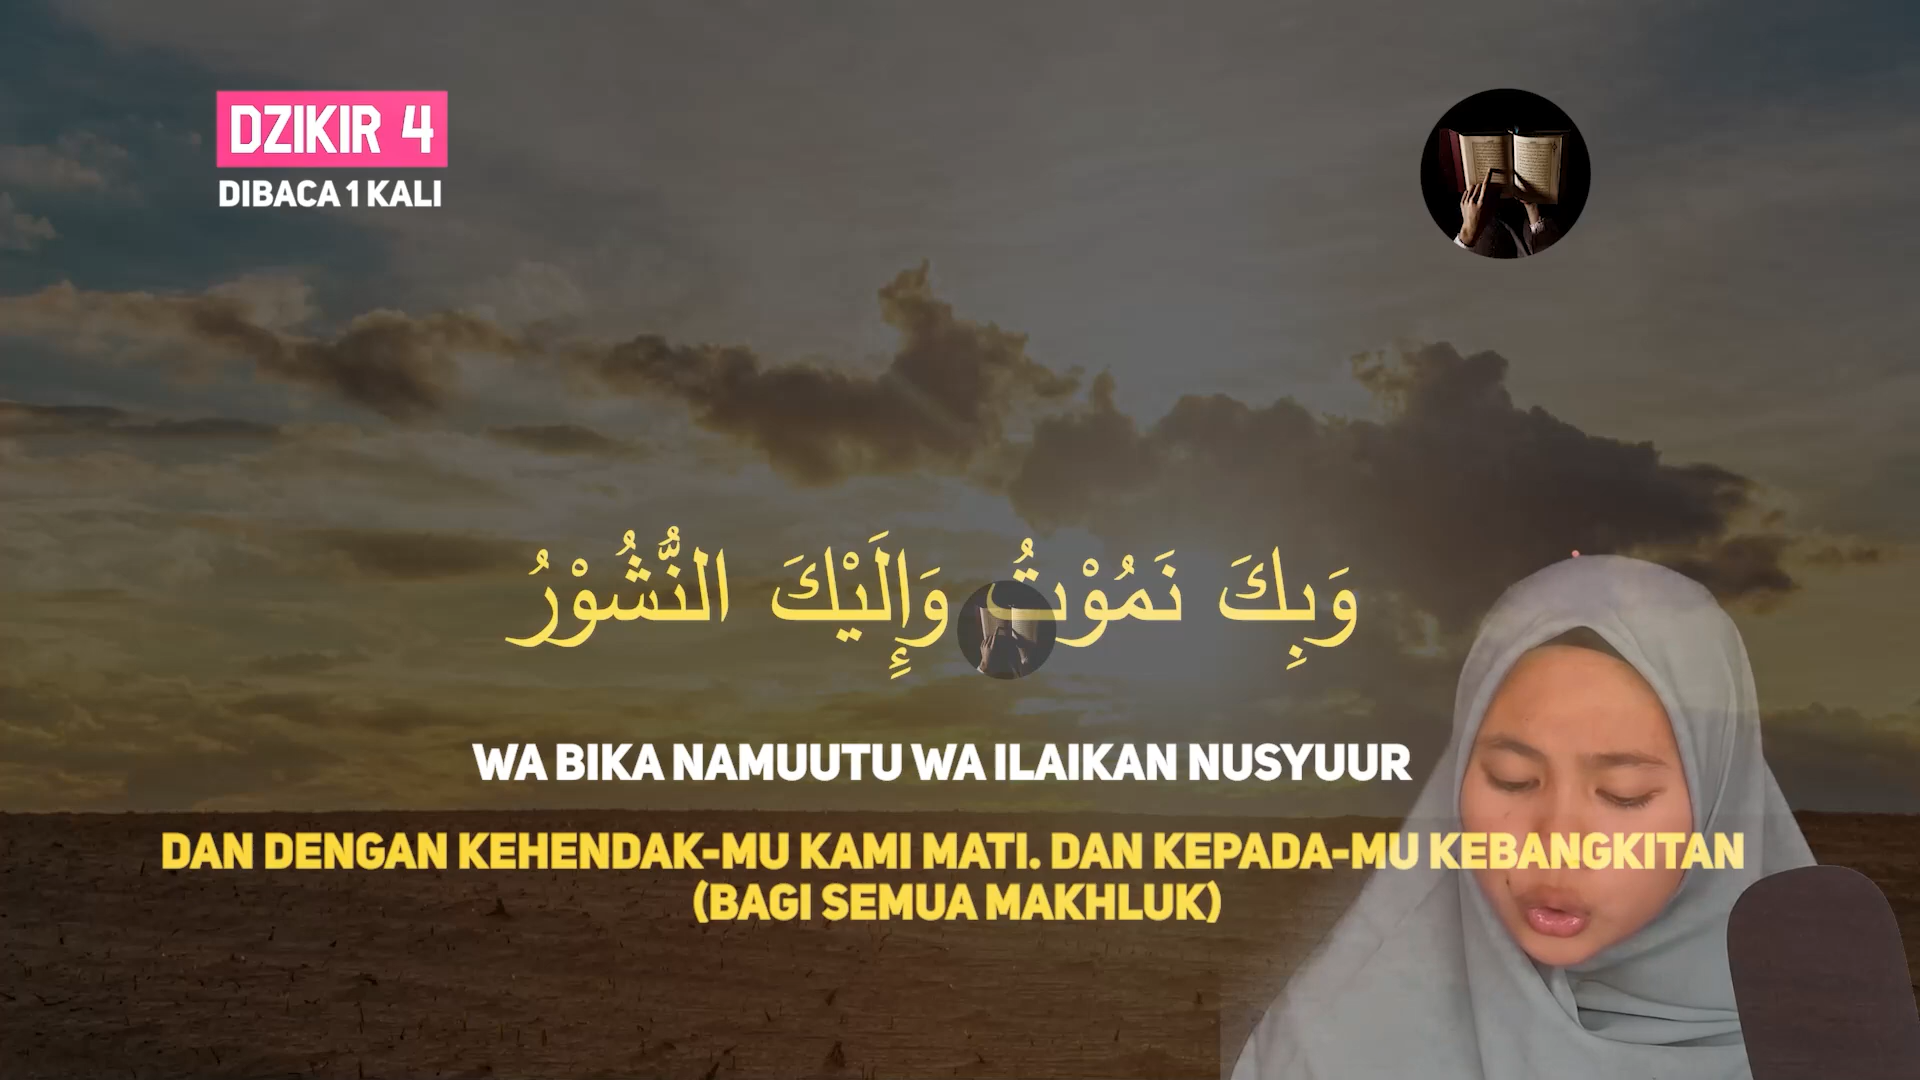 DZIKIR 4
DIBACA 1 KALI
وَبِكَ نَمُوْتُ وَإِلَيْكَ النُّشُوْرُ
WA BIKA NAMUUTU WA ILAIKAN NUSYUUR
DAN DENGAN KEHENDAK-MU KAMI MATI. DAN KEPADA-MU KEBANGKITAN
(BAGI SEMUA MAKHLUK)